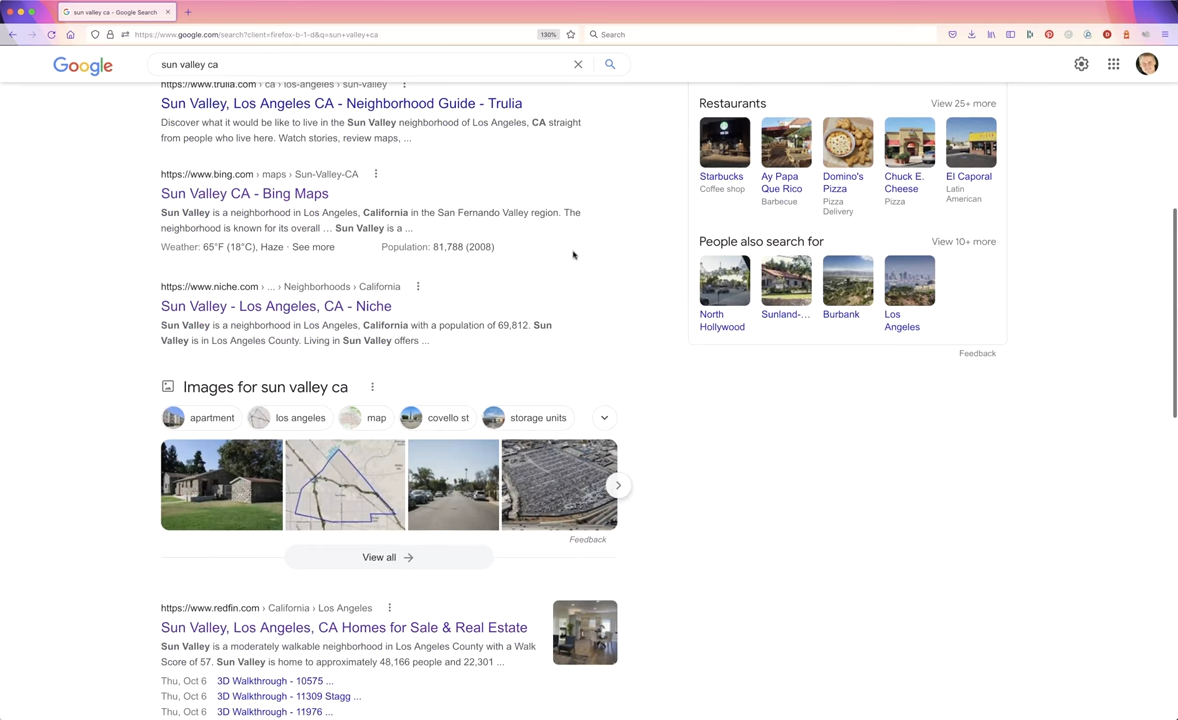 sun valley ca - Google Search
https://www.google.com/search?client=firefox-b-1-d&q=sun+valley+ca
130%
Search
Google
sun valley ca
https://www.trulia.com › ca › los-angeles › sun-valley
Sun Valley, Los Angeles CA - Neighborhood Guide - Trulia
Discover what it would be like to live in the Sun Valley neighborhood of Los Angeles, CA straight
from people who live here. Watch stories, review maps, ...
https://www.bing.com › maps › Sun-Valley-CA
Sun Valley CA - Bing Maps
Sun Valley is a neighborhood in Los Angeles, California in the San Fernando Valley region. The
neighborhood is known for its overall … Sun Valley is a ...
Weather: 65°F (18°C), Haze · See more
Population: 81,788 (2008)
https://www.niche.com › ... › Neighborhoods › California
Sun Valley - Los Angeles, CA - Niche
Sun Valley is a neighborhood in Los Angeles, California with a population of 69,812. Sun
Valley is in Los Angeles County. Living in Sun Valley offers ...
Images for sun valley ca
apartment
los angeles
map
covello st
storage units
Feedback
View all
https://www.redfin.com › California › Los Angeles
Sun Valley, Los Angeles, CA Homes for Sale & Real Estate
Sun Valley is a moderately walkable neighborhood in Los Angeles County with a Walk
Score of 57. Sun Valley is home to approximately 48,166 people and 22,301 ...
Thu, Oct 6 3D Walkthrough - 10575 ...
Thu, Oct 6 3D Walkthrough - 11309 Stagg ...
Thu, Oct 6 3D Walkthrough - 11976 ...
Restaurants
View 25+ more
Starbucks
Coffee shop
Ay Papa
Que Rico
Barbecue
Domino's
Pizza
Pizza
Delivery
Chuck E.
Cheese
Pizza
El Caporal
Latin
American
People also search for
View 10+ more
North
Hollywood
Sunland-...
Burbank
Los
Angeles
Feedback